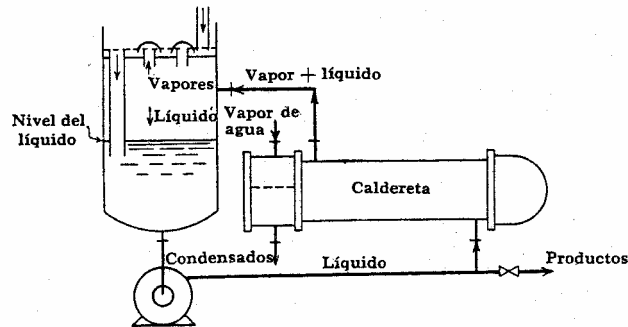 Vapores
Líquido
Nivel del
líquido
Vapor + líquido
Vapor de
agua
Caldereta
Condensados
Líquido
Productos